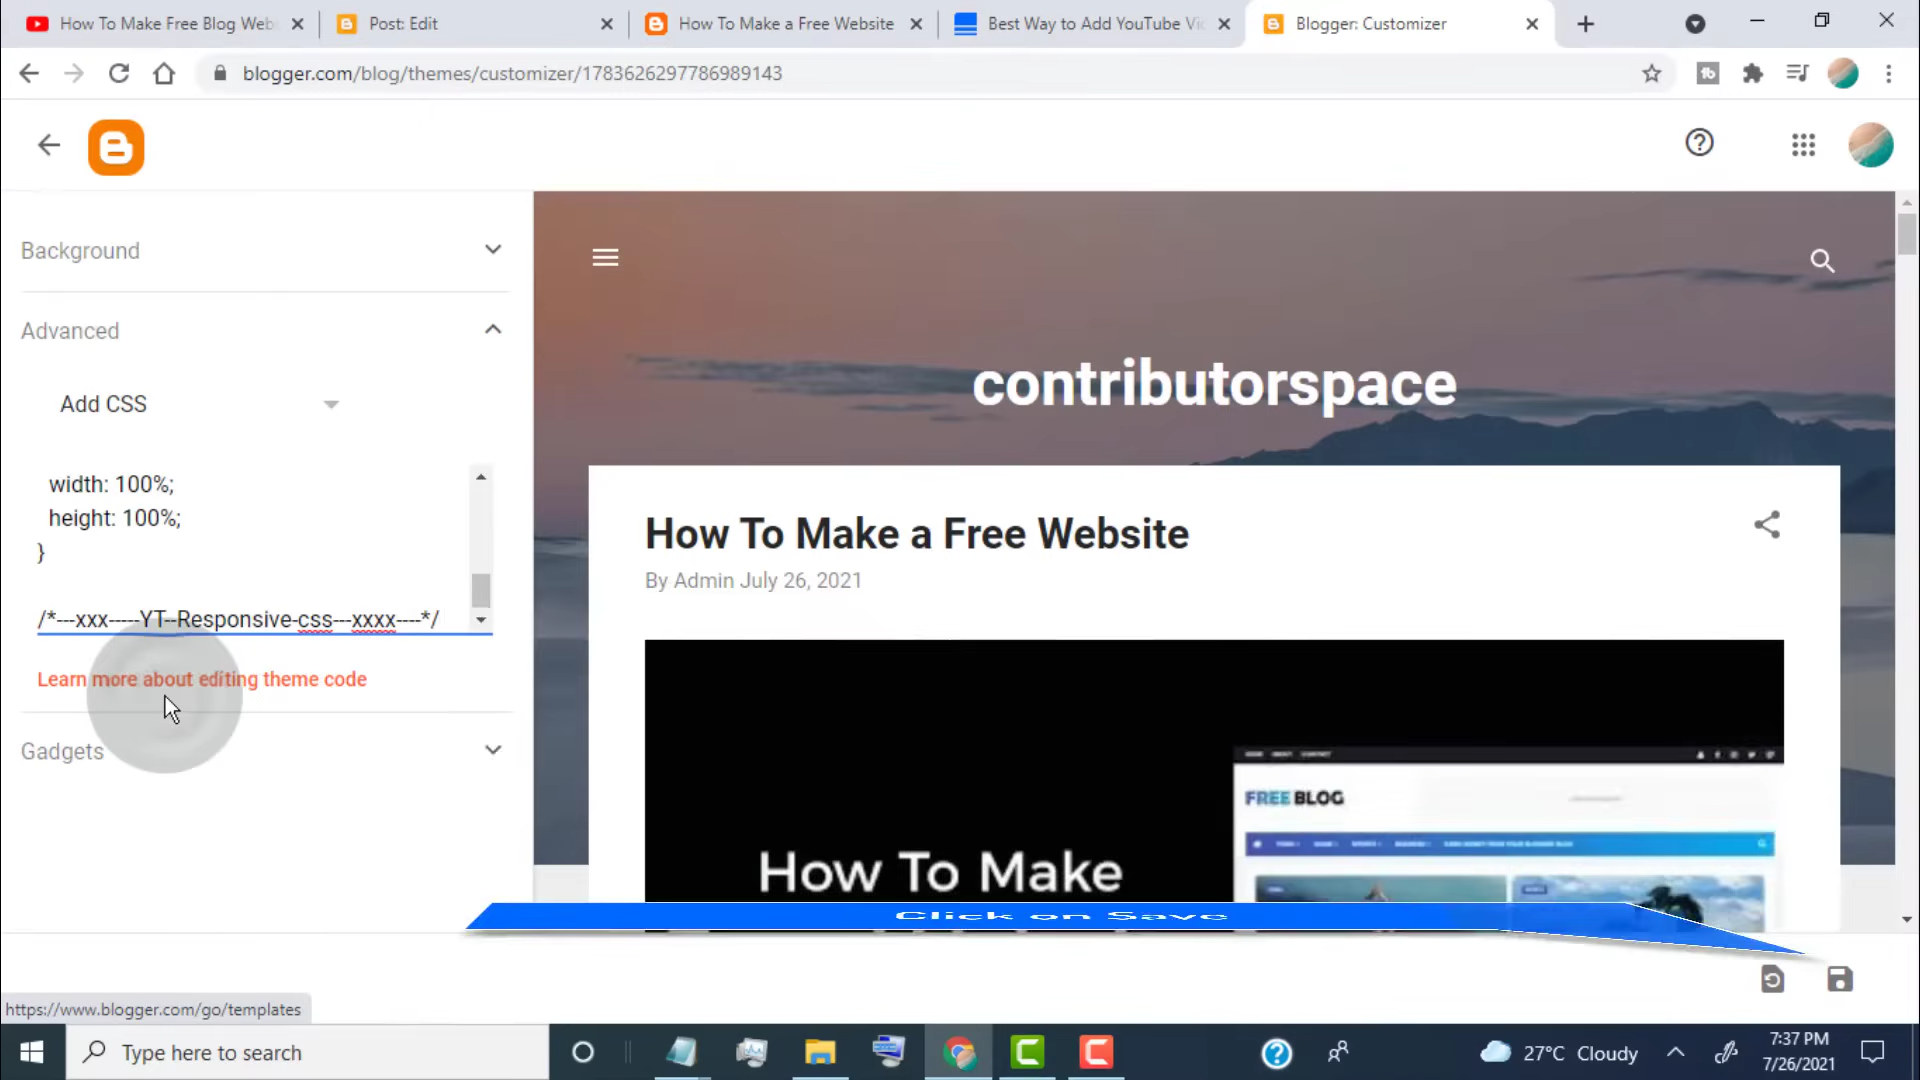 How To Make Free Blog Web
Post: Edit
How To Make a Free Website
Best Way to Add YouTube Vi
Blogger: Customizer
blogger.com/blog/themes/customizer/1783626297786989143
Background
Advanced
Add CSS
width: 100%;
height: 100%;
}
/*---xxx-----YT--Responsive-css---xxxx----*/
Learn more about editing theme code
Gadgets
contributorspace
How To Make a Free Website
By Admin July 26, 2021
FREE BLOG
How To Make
Click on Save
https://www.blogger.com/go/templates
Type here to search
27°C Cloudy
7:37 PM
7/26/2021